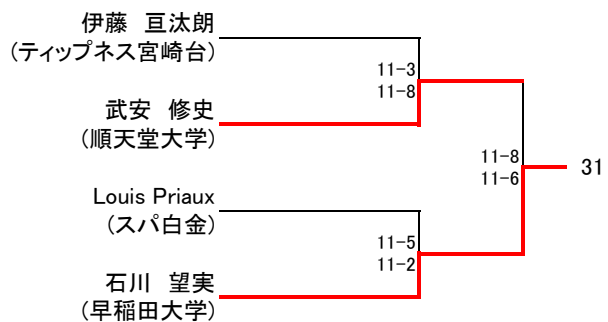 伊藤　亘汰朗
(ティップネス宮崎台)
11-3
11-8
武安　修史
(順天堂大学)
11-8
11-6
31
Louis Priaux
(スパ白金)
11-5
11-2
石川　望実
(早稲田大学)